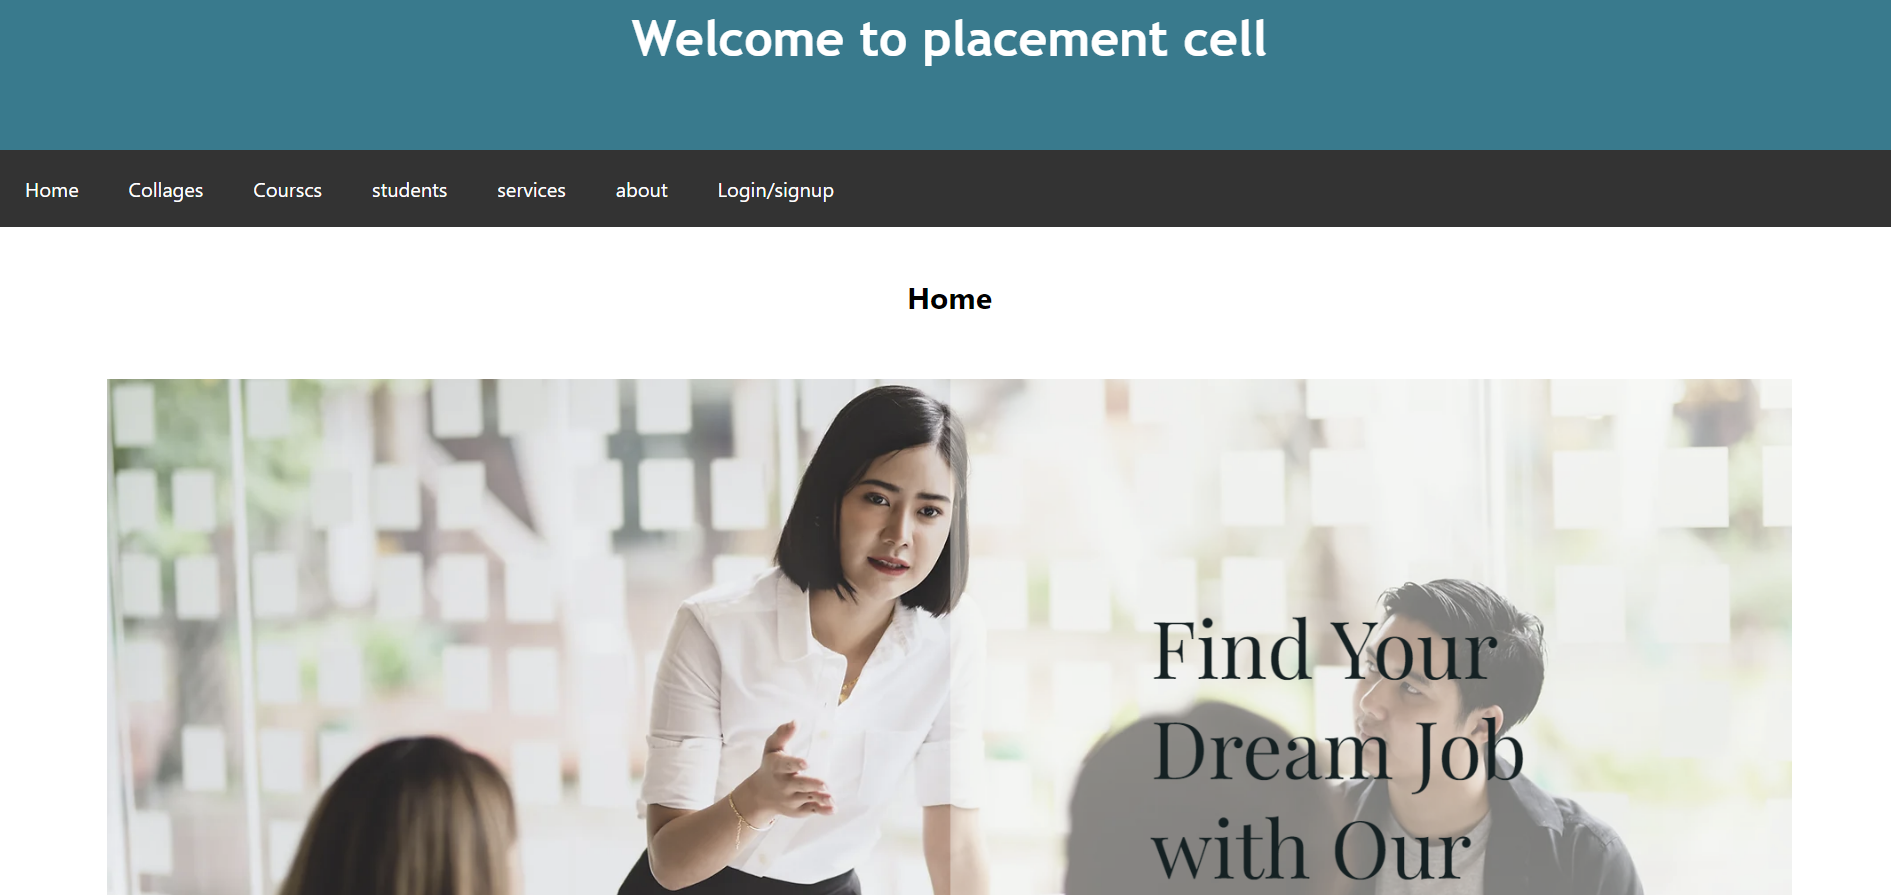 Welcome to placement cell
Home Collages Courscs students services about Login/signup
Home
Find Your
Dream Job
with Our